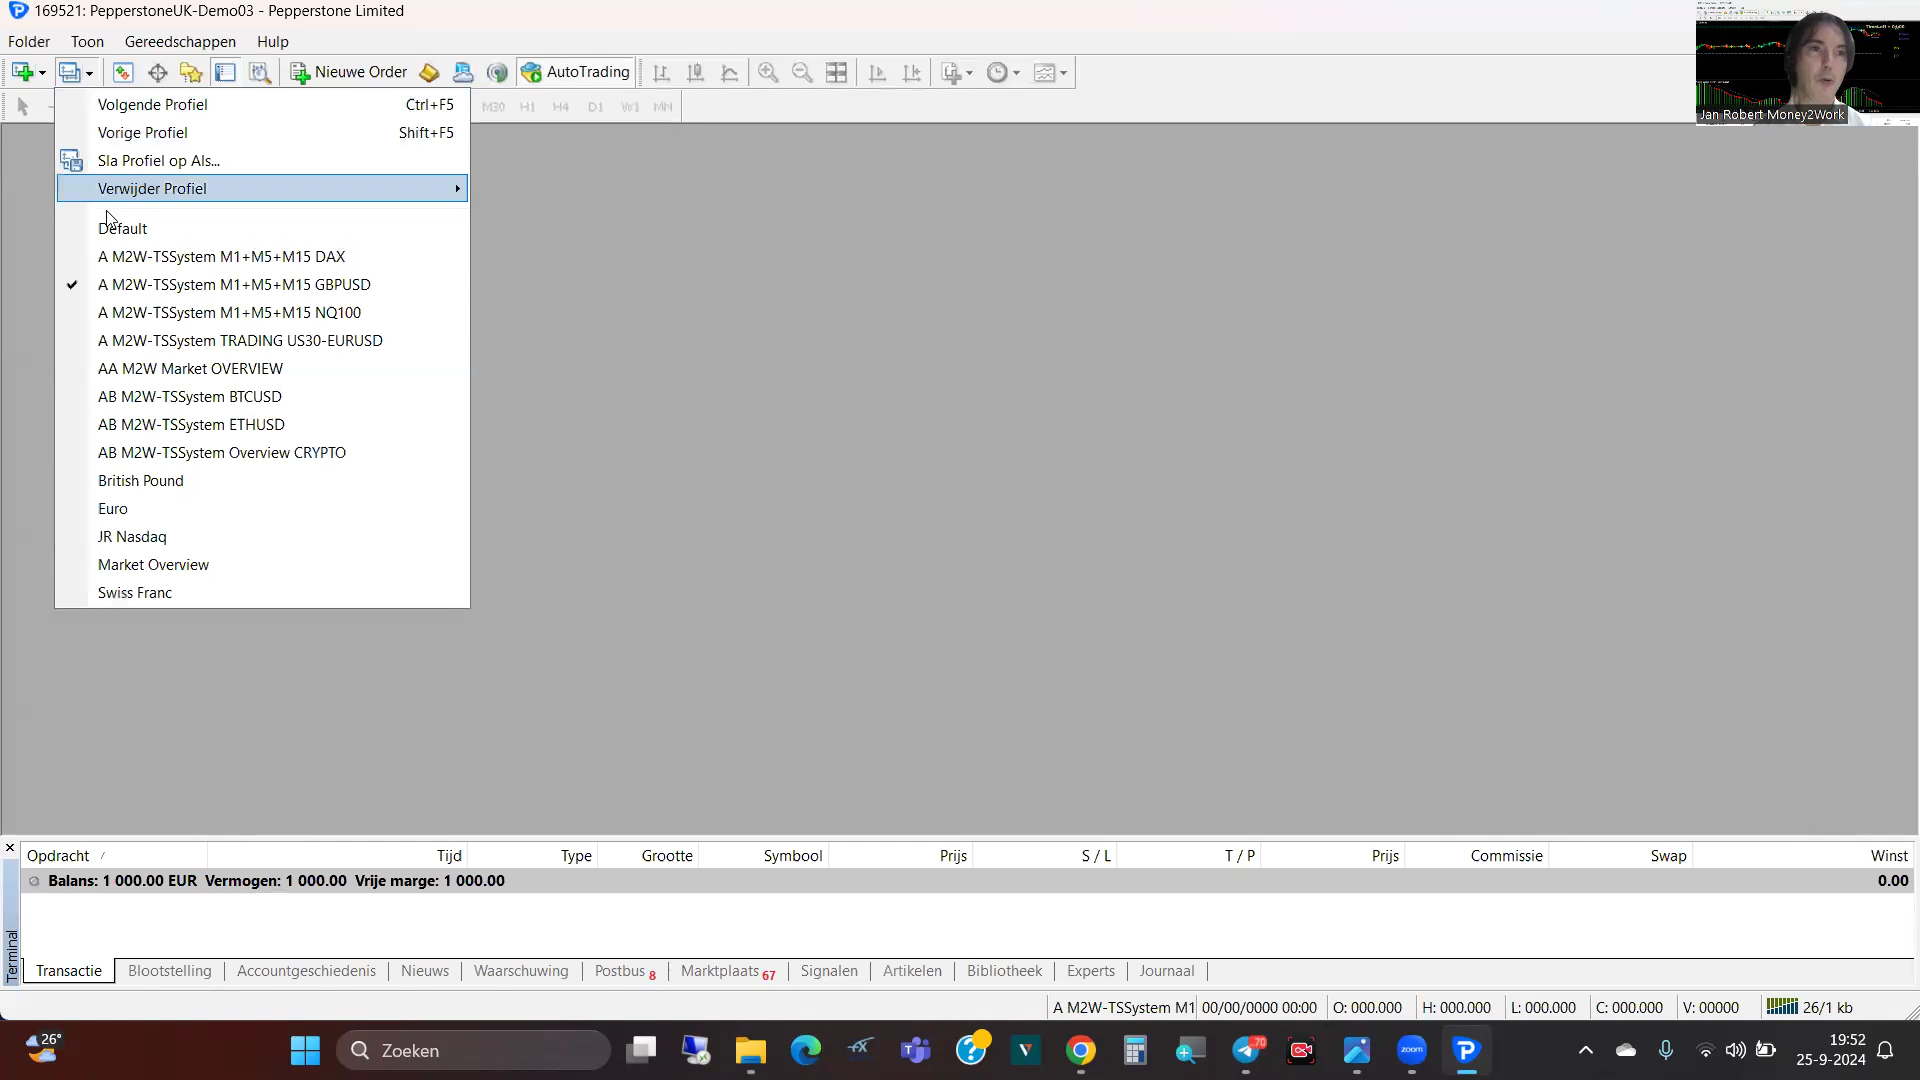 169521: PepperstoneUK-Demo03 - Pepperstone Limited
Folder Toon Gereedschappen Hulp
Nieuwe Order AutoTrading
M30 H1 H4 D1 W1 MN
Jan Robert Money2Work
Volgende Profiel Ctrl+F5
Vorige Profiel Shift+F5
Sla Profiel op Als...
Verwijder Profiel
Default
A M2W-TSSystem M1+M5+M15 DAX
A M2W-TSSystem M1+M5+M15 GBPUSD
A M2W-TSSystem M1+M5+M15 NQ100
A M2W-TSSystem TRADING US30-EURUSD
AA M2W Market OVERVIEW
AB M2W-TSSystem BTCUSD
AB M2W-TSSystem ETHUSD
AB M2W-TSSystem Overview CRYPTO
British Pound
Euro
JR Nasdaq
Market Overview
Swiss Franc
Opdracht / Tijd Type Grootte Symbool Prijs S / L T / P Prijs Commissie Swap Winst
Balans: 1 000.00 EUR Vermogen: 1 000.00 Vrije marge: 1 000.00 0.00
Terminal
Transactie Blootstelling Accountgeschiedenis Nieuws Waarschuwing Postbus 8 Marktplaats 67 Signalen Artikelen Bibliotheek Experts Journal
A M2W-TSSystem M1 00/00/0000 00:00 O: 000.000 H: 000.000 L: 000.000 C: 000.000 V: 00000 26/1 kb
26° Zoeken 70 zoom 19:52
25-9-2024